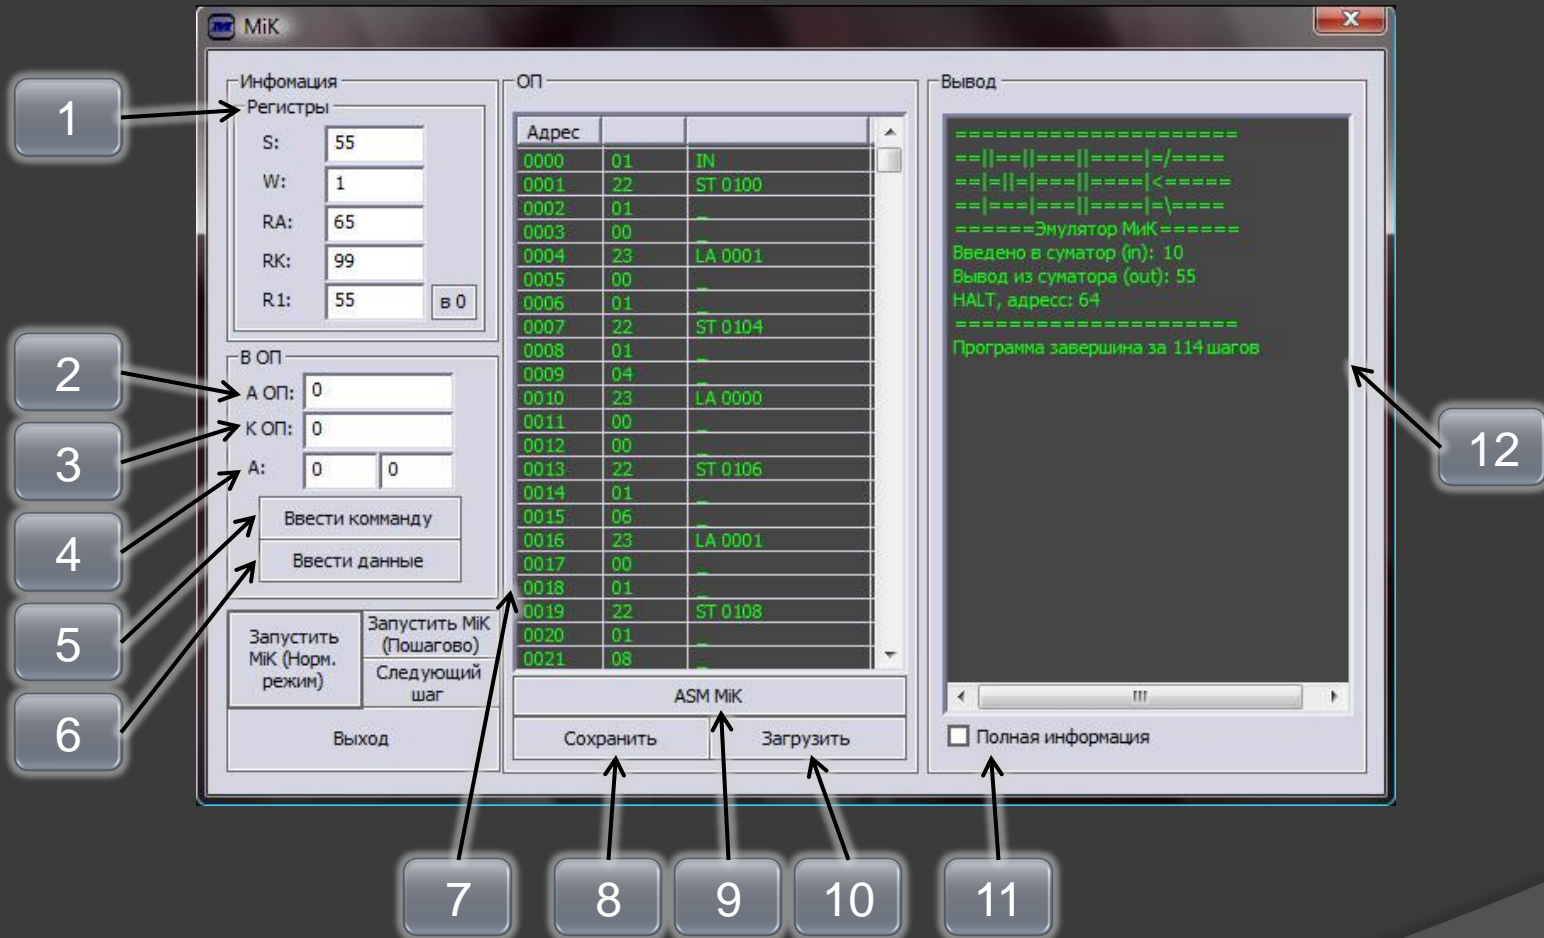 MiK
X
Инфомация
Регистры
S: 55
W: 1
RA: 65
RK: 99
R1: 55 в 0
В ОП
А ОП: 0
К ОП: 0
А: 0 0
Ввести комманду
Ввести данные
Запустить
МіК (Норм.
режим)
Запустить МіК
(Пошагово)
Следующий
шаг
Выход
ОП
Адрес
0000 01 IN
0001 22 ST 0100
0002 01 _
0003 00 _
0004 23 LA 0001
0005 00 _
0006 01 _
0007 22 ST 0104
0008 01 _
0009 04 _
0010 23 LA 0000
0011 00 _
0012 00 _
0013 22 ST 0106
0014 01 _
0015 06 _
0016 23 LA 0001
0017 00 _
0018 01 _
0019 22 ST 0108
0020 01 _
0021 08 _
ASM MiK
Сохранить Загрузить
Вывод
=====================
==||==||===||====|=/====
==|=||=|===||====|<=====
==|===|===||====|=\====
======Эмулятор МиК======
Введено в суматор (in): 10
Вывод из суматора (out): 55
HALT, адресс: 64
=====================
Программа завершина за 114 шагов
Полная информация
1
2
3
4
5
6
7
8
9
10
11
12